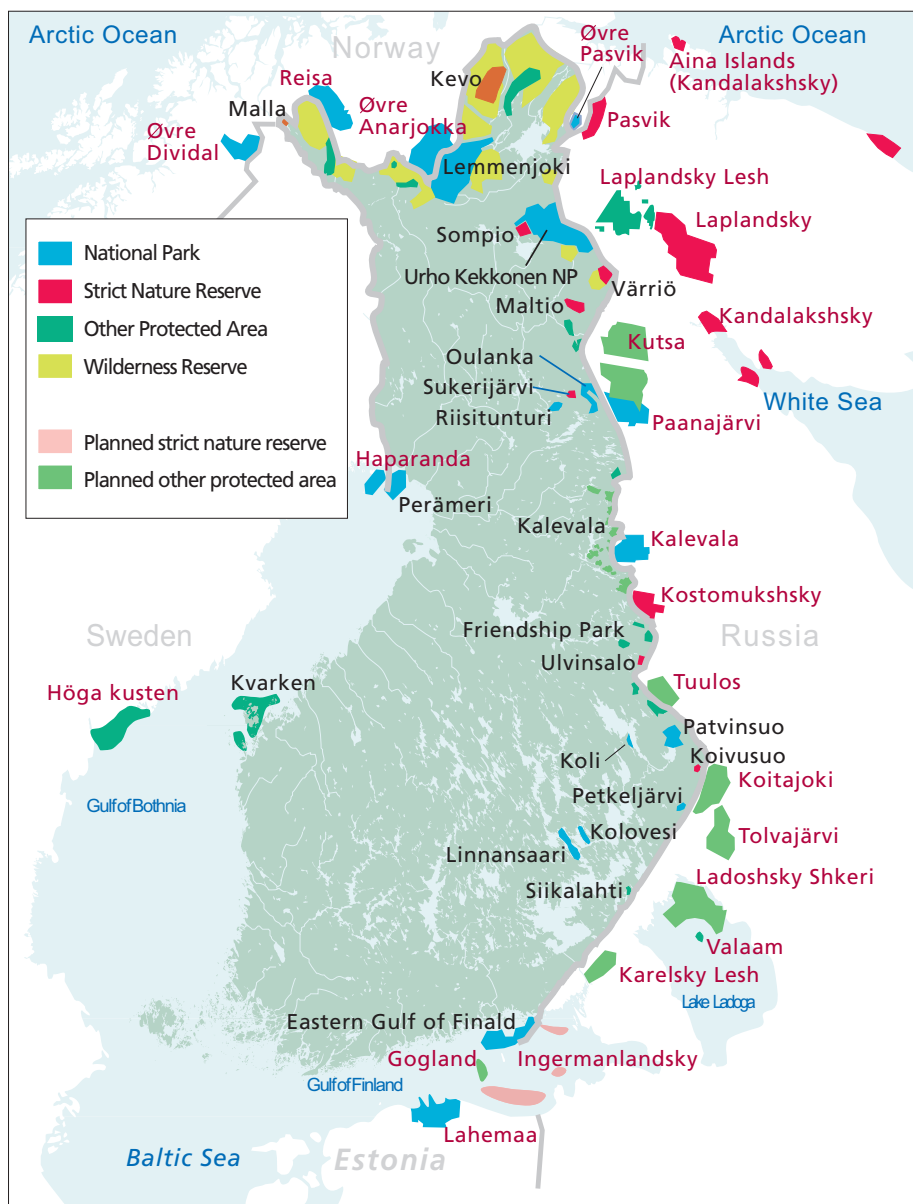 Arctic Ocean
Norway
Øvre
Pasvik
Arctic Ocean
Aina Islands
(Kandalakshsky)
Reisa
Kevo
Malla
Øvre
Anarjokka
Pasvik
Øvre
Dividal
Lemmenjoki
Laplandsky Lesh
Laplandsky
Sompio
Urho Kekkonen NP
Värriö
Maltio
Kandalakshsky
Kutsa
National Park
Strict Nature Reserve
Other Protected Area
Wilderness Reserve
Planned strict nature reserve
Planned other protected area
Oulanka
Sukerijärvi
Riisitunturi
White Sea
Paanajärvi
Haparanda
Perämeri
Kalevala
Kalevala
Kostomukshsky
Friendship Park
Sweden
Russia
Ulvinsalo
Höga kusten
Kvarken
Tuulos
Patvinsuo
Koli
Koivusuo
Koitajoki
Gulf of Bothnia
Petkeljärvi
Kolovesi
Tolvajärvi
Linnansaari
Ladoshsky Shkeri
Siikalahti
Valaam
Karelsky Lesh
Lake Ladoga
Eastern Gulf of Finald
Gogland
Ingermanlandsky
Gulf of Finland
Lahemaa
Baltic Sea
Estonia